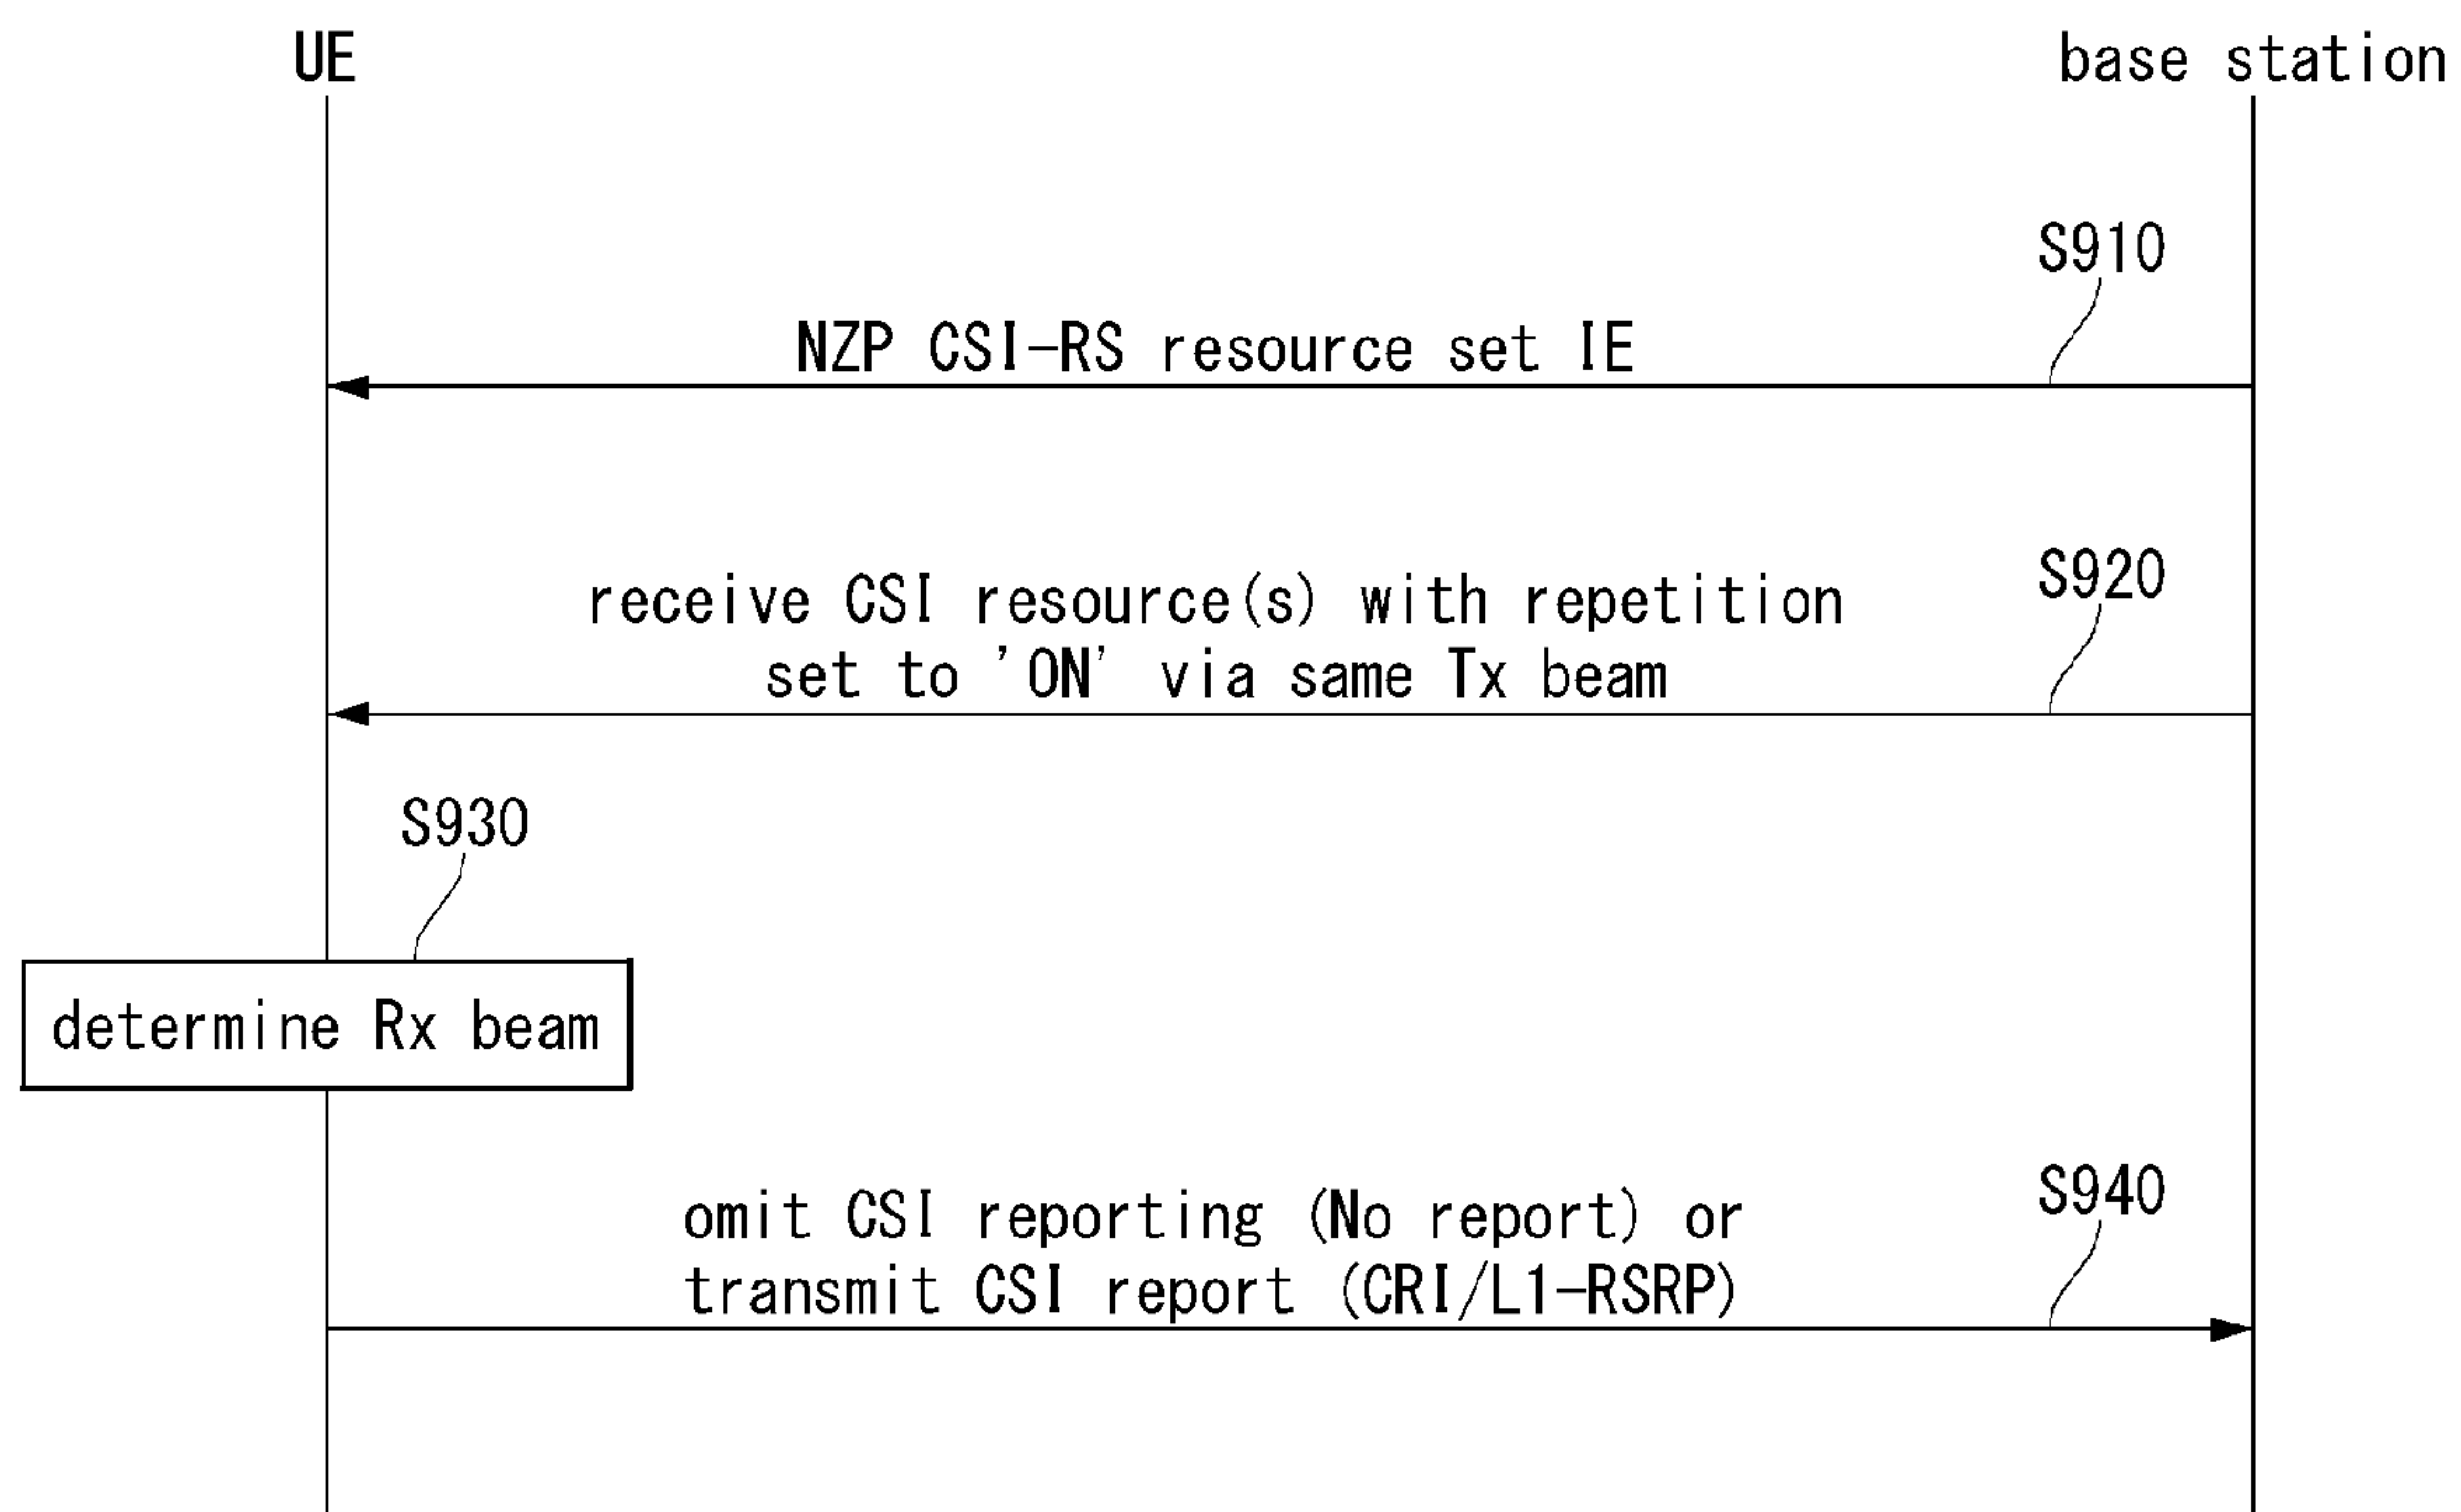 UE
base station
S910
NZP CSI-RS resource set IE
S920
receive CSI resource(s) with repetition
set to 'ON' via same Tx beam
S930
determine Rx beam
S940
omit CSI reporting (No report) or
transmit CSI report (CRI/L1-RSRP)